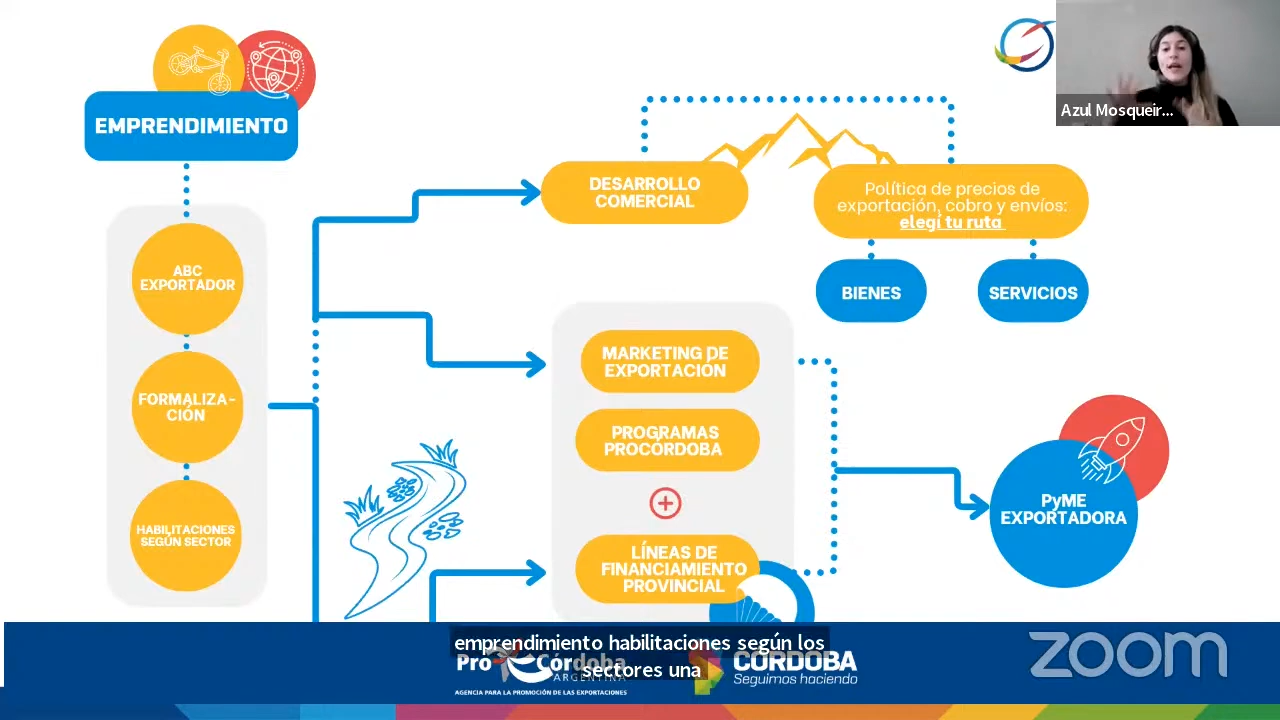 EMPRENDIMIENTO
Azul Mosqueir...
ABC
EXPORTADOR
FORMALIZA-
CIÓN
HABILITACIONES
SEGÚN SECTOR
DESARROLLO
COMERCIAL
Política de precios de
exportación, cobro y envíos:
elegí tu ruta
BIENES
SERVICIOS
MARKETING DE
EXPORTACIÓN
PROGRAMAS
PROCÓRDOBA
LÍNEAS DE
FINANCIAMIENTO
PROVINCIAL
PyME
EXPORTADORA
emprendimiento habilitaciones según los
sectores una
Pro Córdoba
ARGENTINA
AGENCIA PARA LA PROMOCIÓN DE LAS EXPORTACIONES
CÓRDOBA
Seguimos haciendo
zoom